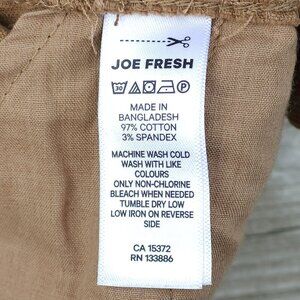 JOE FRESH
30
P
MADE IN
BANGLADESH
97% COTTON
3% SPANDEX
MACHINE WASH COLD
WASH WITH LIKE
COLOURS
ONLY NON-CHLORINE
BLEACH WHEN NEEDED
TUMBLE DRY LOW
LOW IRON ON REVERSE
SIDE
CA 15372
RN 133886